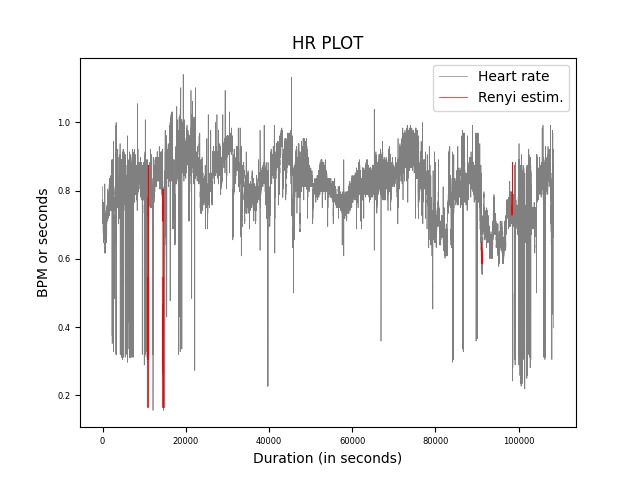 HR PLOT
Heart rate
Renyi estim.
BPM or seconds
1.0
0.8
0.6
0.4
0.2
0
20000
40000
60000
80000
100000
Duration (in seconds)